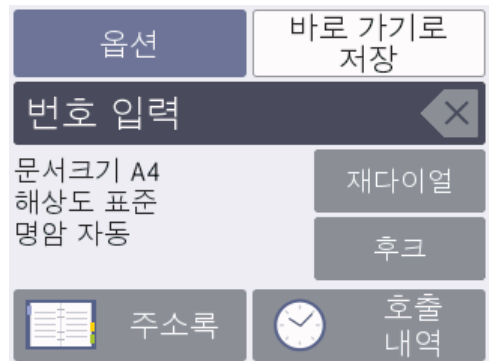 옵션
바로 가기로
저장
번호 입력
문서크기 A4
해상도 표준
명암 자동
재다이얼
후크
주소록
호출
내역